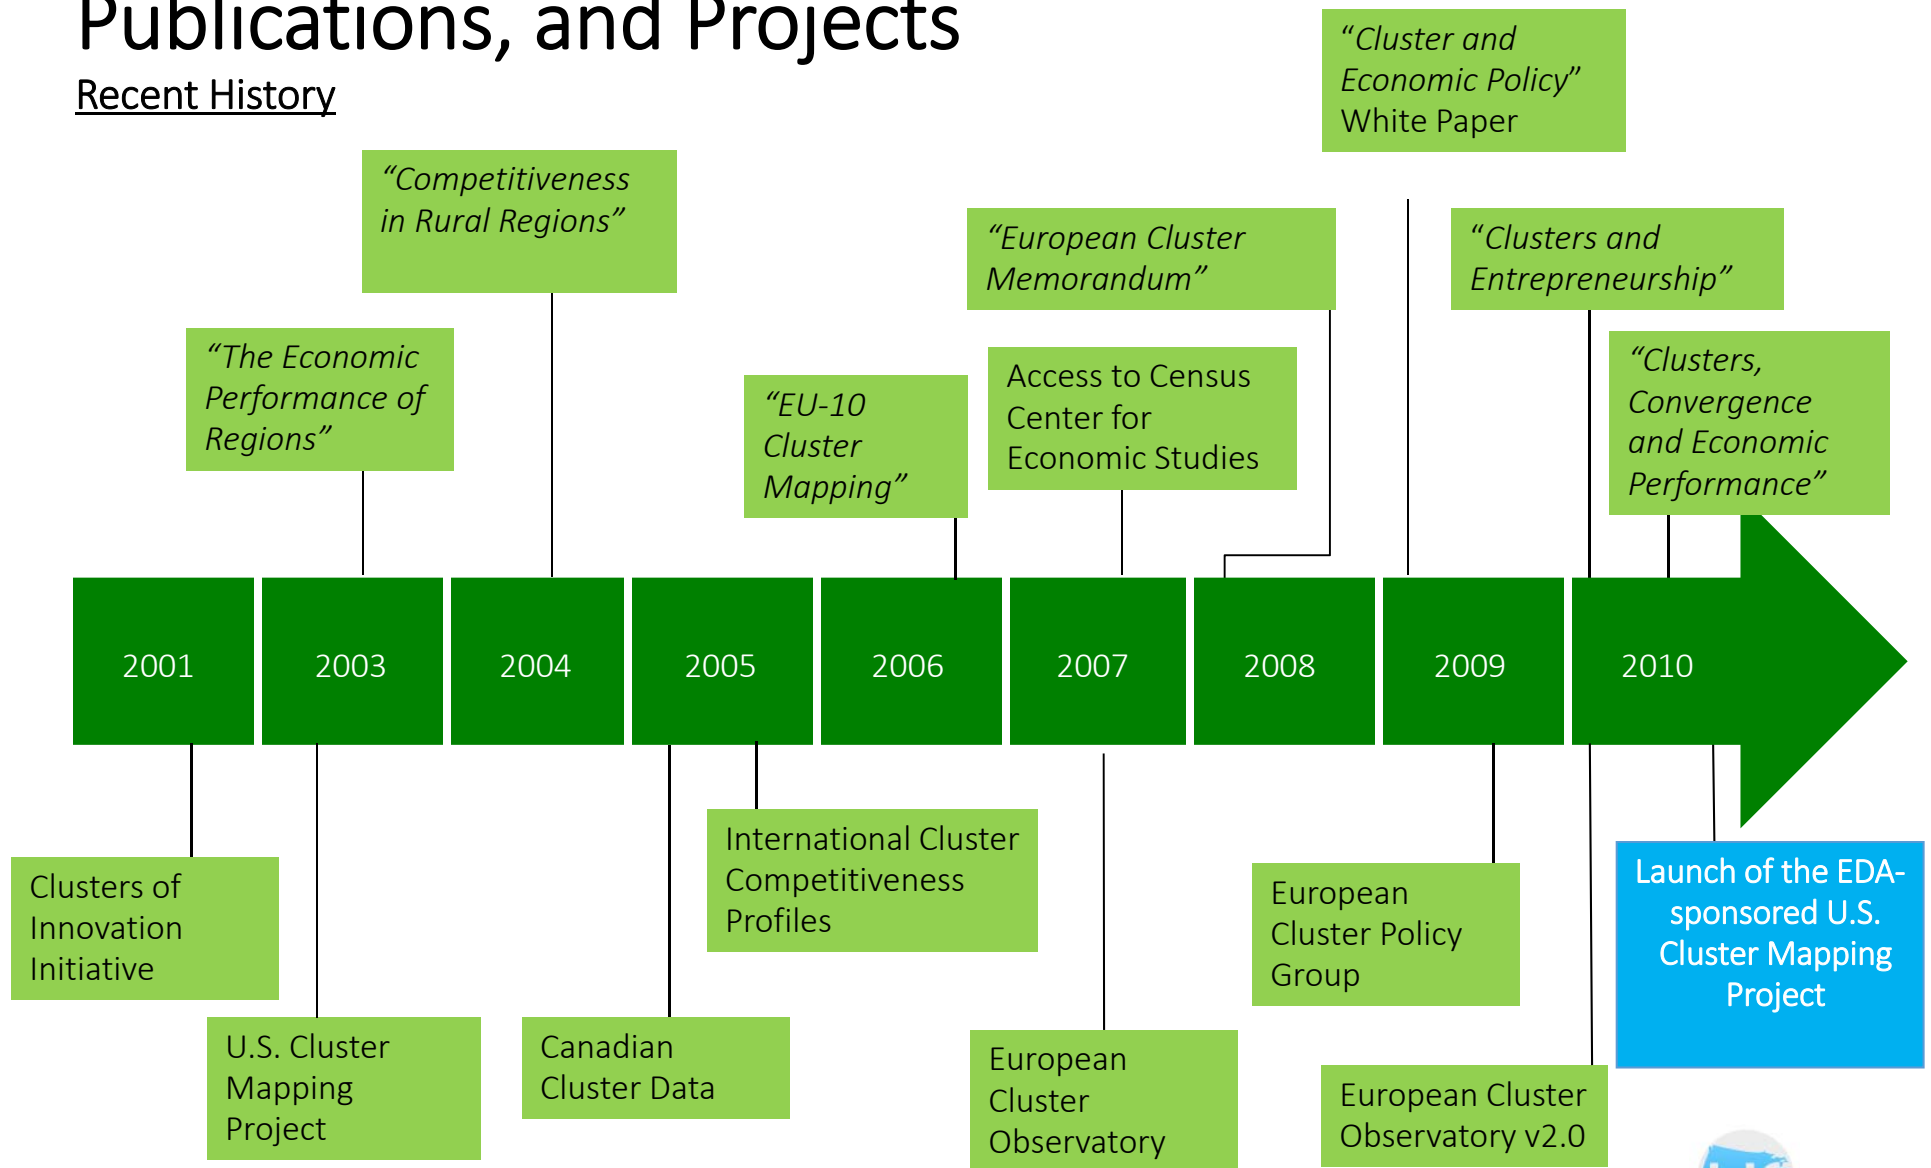 Publications, and Projects
Recent History
“Cluster and
Economic Policy”
White Paper
“Competitiveness
in Rural Regions”
“European Cluster
Memorandum”
“Clusters and
Entrepreneurship”
“The Economic
Performance of
Regions”
“EU-10
Cluster
Mapping”
Access to Census
Center for
Economic Studies
“Clusters,
Convergence
and Economic
Performance”
2001
2003
2004
2005
2006
2007
2008
2009
2010
Clusters of
Innovation
Initiative
U.S. Cluster
Mapping
Project
Canadian
Cluster Data
International Cluster
Competitiveness
Profiles
European
Cluster
Observatory
European
Cluster Policy
Group
European Cluster
Observatory v2.0
Launch of the EDA-
sponsored U.S.
Cluster Mapping
Project